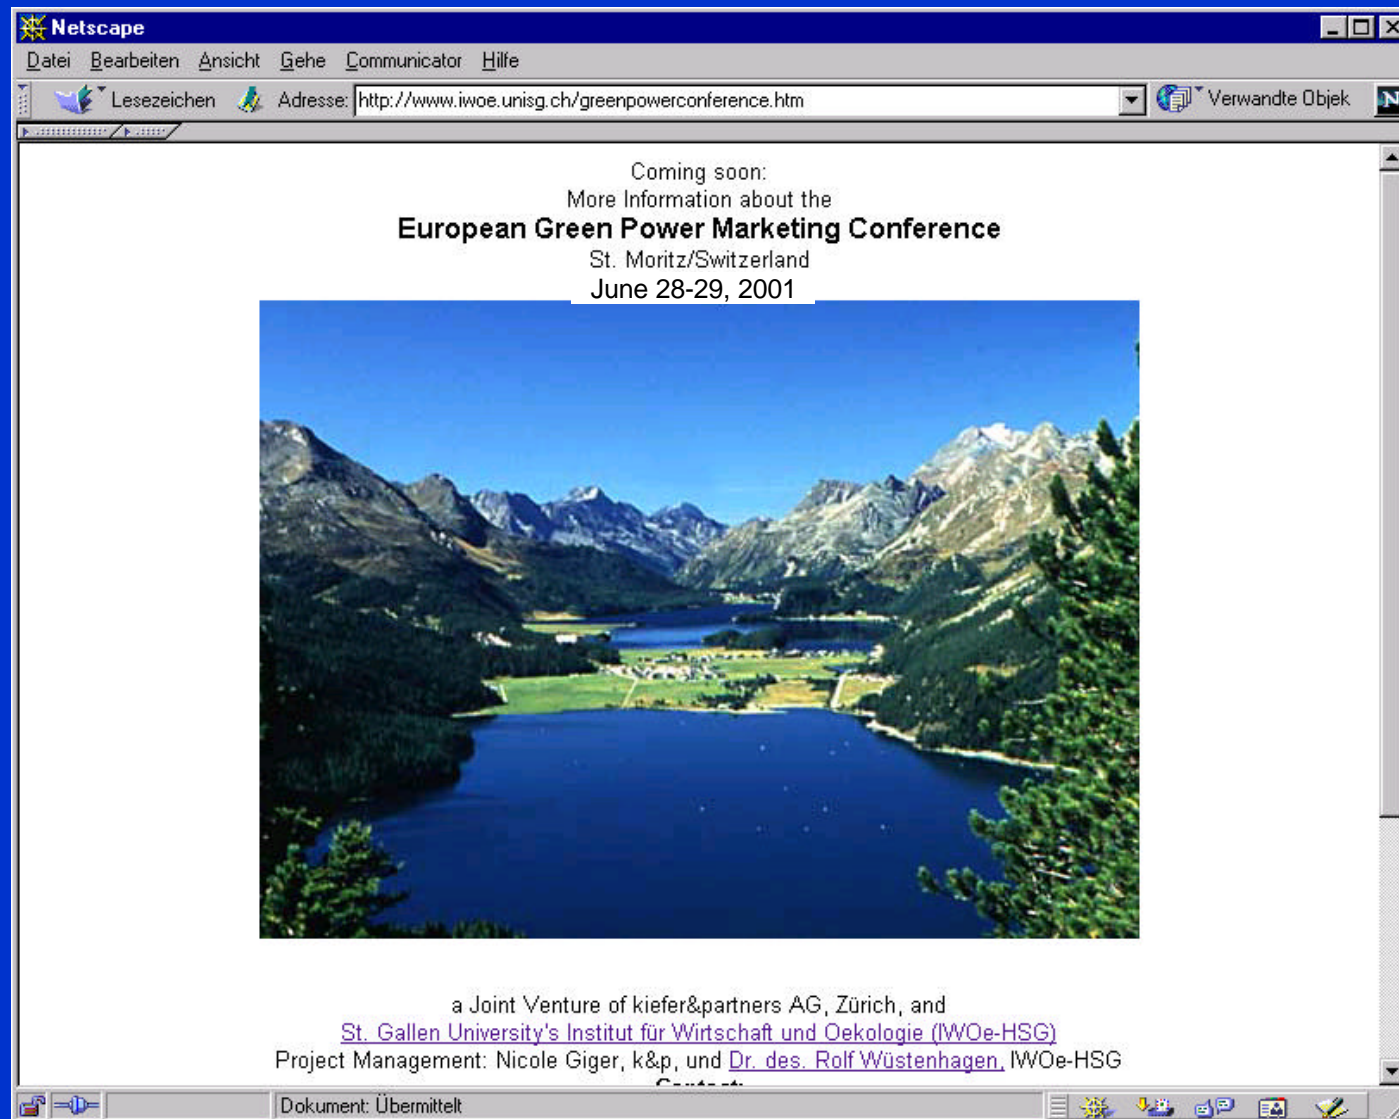 Netscape
Datei Bearbeiten Ansicht Gehe Communicator Hilfe
Lesezeichen Adresse: http://www.iwoe.unisg.ch/greenpowerconference.htm Verwandte Objek N
Coming soon:
More Information about the
European Green Power Marketing Conference
St. Moritz/Switzerland
June 28-29, 2001
a Joint Venture of kiefer&partners AG, Zürich, and
St. Gallen University's Institut für Wirtschaft und Oekologie (IWOe-HSG)
Project Management: Nicole Giger, k&p, und Dr. des. Rolf Wüstenhagen, IWOe-HSG
Contact:
Dokument: Übermittelt